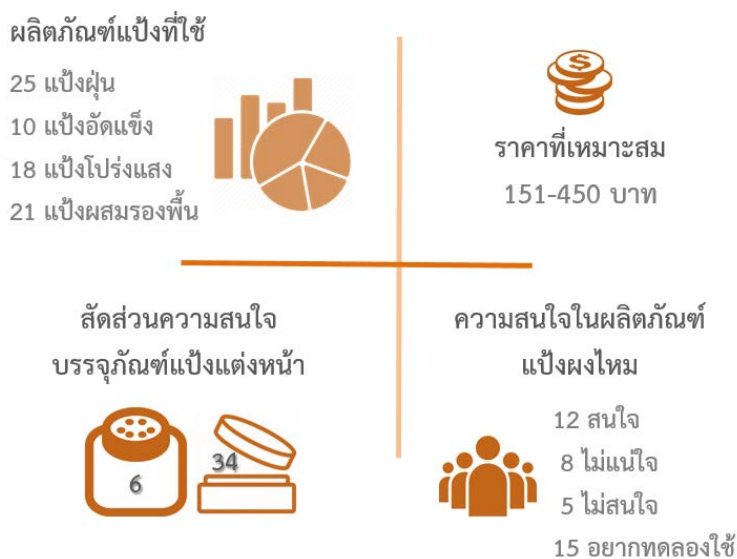 ผลิตภัณฑ์แป้งที่ใช้
25 แป้งฝุ่น
10 แป้งอัดแข็ง
18 แป้งโปร่งแสง
21 แป้งผสมรองพื้น
$
ราคาที่เหมาะสม
151-450 บาท
สัดส่วนความสนใจ
บรรจุภัณฑ์แป้งแต่งหน้า
6
34
ความสนใจในผลิตภัณฑ์
แป้งผงไหม
12 สนใจ
8 ไม่แน่ใจ
5 ไม่สนใจ
15 อยากทดลองใช้